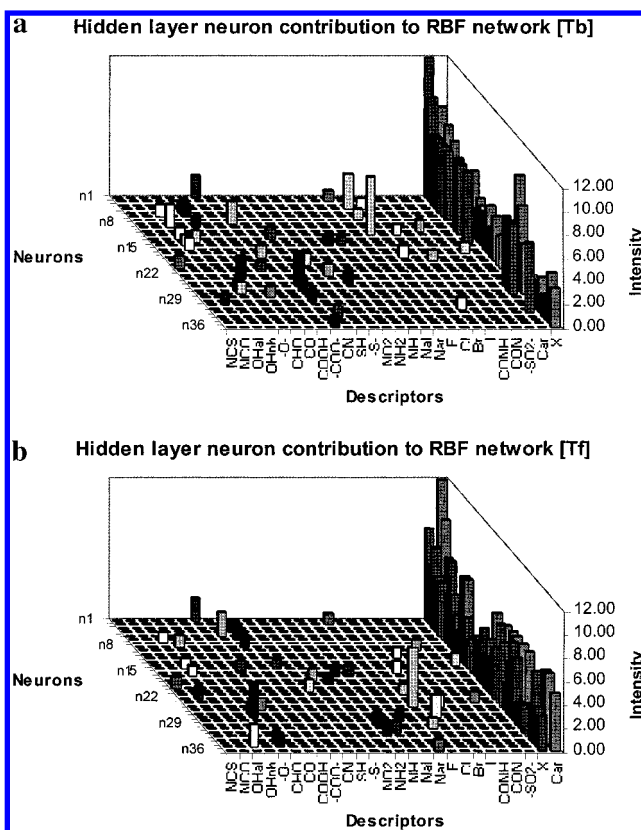 a Hidden layer neuron contribution to RBF network [Tb]
12.00
10.00
8.00
6.00
4.00
2.00
0.00
Intensity
n1
n8
n15
n22
n29
n36
Neurons
NCS
NCO
OHal
OHph
-O-
CHO
CO
COOH
-COO-
CN
SH
-S-
NO2
NH2
NH
Nal
Nar
F
Cl
Br
I
CONH
CON
-SO2-
Car
X
Descriptors
b Hidden layer neuron contribution to RBF network [Tf]
12.00
10.00
8.00
6.00
4.00
2.00
0.00
Intensity
n1
n8
n15
n22
n29
n36
Neurons
NCS
NCO
OHal
OHph
-O-
CHO
CO
COOH
-COO-
CN
SH
-S-
NO2
NH2
NH
Nal
Nar
F
Cl
Br
I
CONH
CON
-SO2-
X
Car
Descriptors